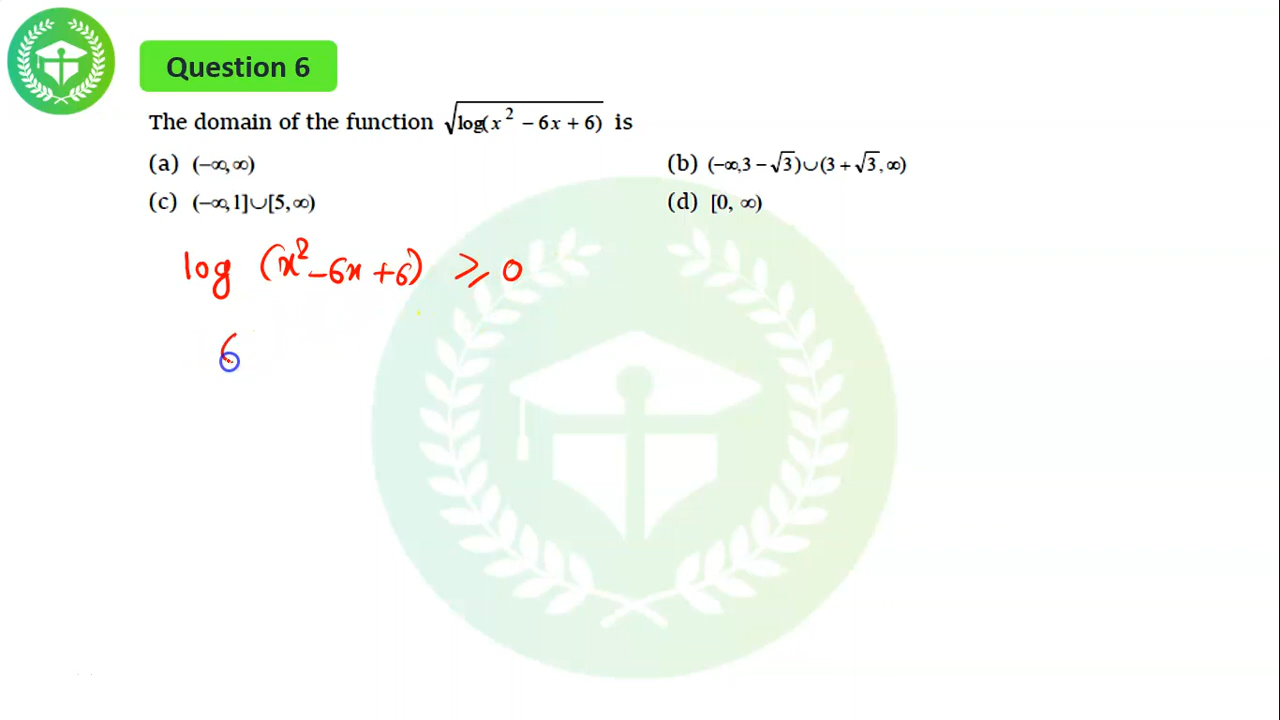 Question 6
The domain of the function √log(x² − 6x + 6) is
(a) (−∞, ∞)
(b) (−∞, 3 − √3) ∪ (3 + √3, ∞)
(c) (−∞, 1] ∪ [5, ∞)
(d) [0, ∞)
log (x² − 6x + 6) ⩾ 0